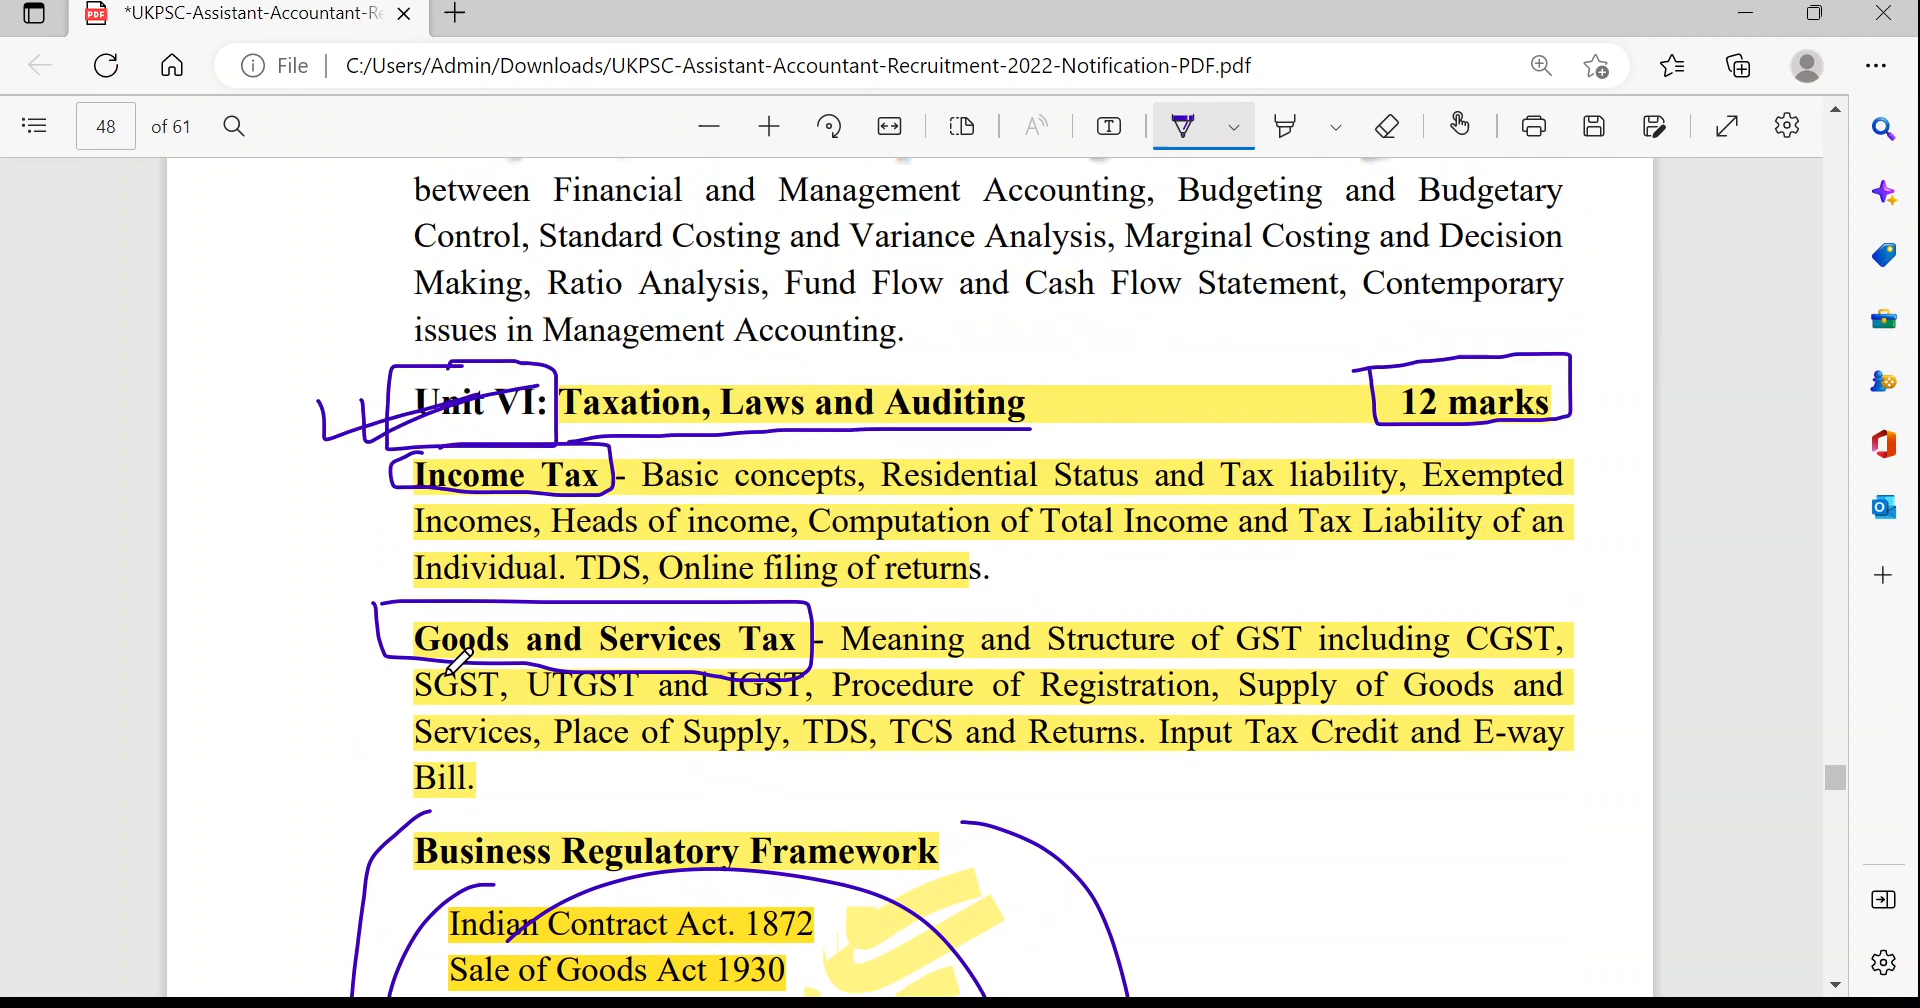 *UKPSC-Assistant-Accountant-Re
File
C:/Users/Admin/Downloads/UKPSC-Assistant-Accountant-Recruitment-2022-Notification-PDF.pdf
48 of 61
between Financial and Management Accounting, Budgeting and Budgetary
Control, Standard Costing and Variance Analysis, Marginal Costing and Decision
Making, Ratio Analysis, Fund Flow and Cash Flow Statement, Contemporary
issues in Management Accounting.
Unit VI: Taxation, Laws and Auditing 12 marks
Income Tax - Basic concepts, Residential Status and Tax liability, Exempted
Incomes, Heads of income, Computation of Total Income and Tax Liability of an
Individual. TDS, Online filing of returns.
Goods and Services Tax - Meaning and Structure of GST including CGST,
SGST, UTGST and IGST, Procedure of Registration, Supply of Goods and
Services, Place of Supply, TDS, TCS and Returns. Input Tax Credit and E-way
Bill.
Business Regulatory Framework
Indian Contract Act. 1872
Sale of Goods Act 1930